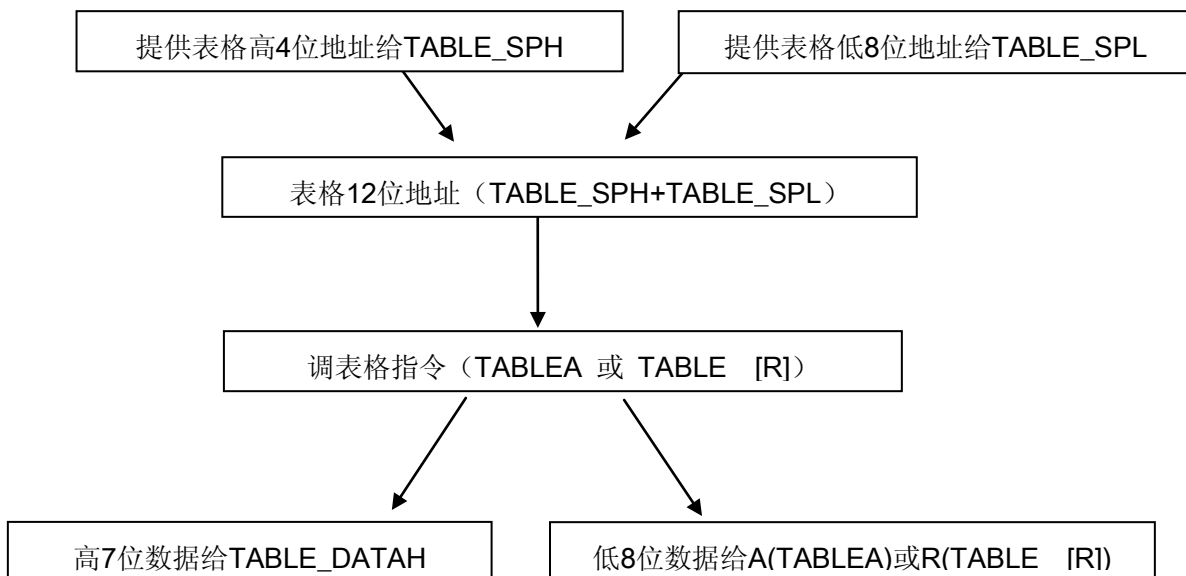 提供表格高4位地址给TABLE_SPH
提供表格低8位地址给TABLE_SPL
表格12位地址（TABLE_SPH+TABLE_SPL）
调表格指令（TABLEA 或 TABLE [R]）
高7位数据给TABLE_DATAH
低8位数据给A(TABLEA)或R(TABLE [R])